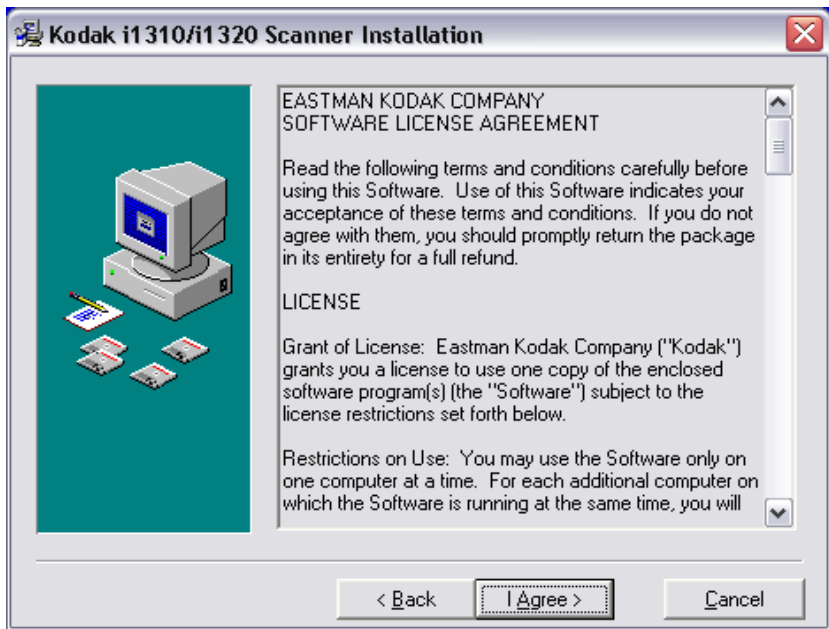 Kodak i1310/i1320 Scanner Installation
EASTMAN KODAK COMPANY
SOFTWARE LICENSE AGREEMENT
Read the following terms and conditions carefully before
using this Software.  Use of this Software indicates your
acceptance of these terms and conditions.  If you do not
agree with them, you should promptly return the package
in its entirety for a full refund.
LICENSE
Grant of License:  Eastman Kodak Company ("Kodak")
grants you a license to use one copy of the enclosed
software program(s) (the "Software") subject to the
license restrictions set forth below.
Restrictions on Use:  You may use the Software only on
one computer at a time.  For each additional computer on
which the Software is running at the same time, you will
< Back
I Agree >
Cancel